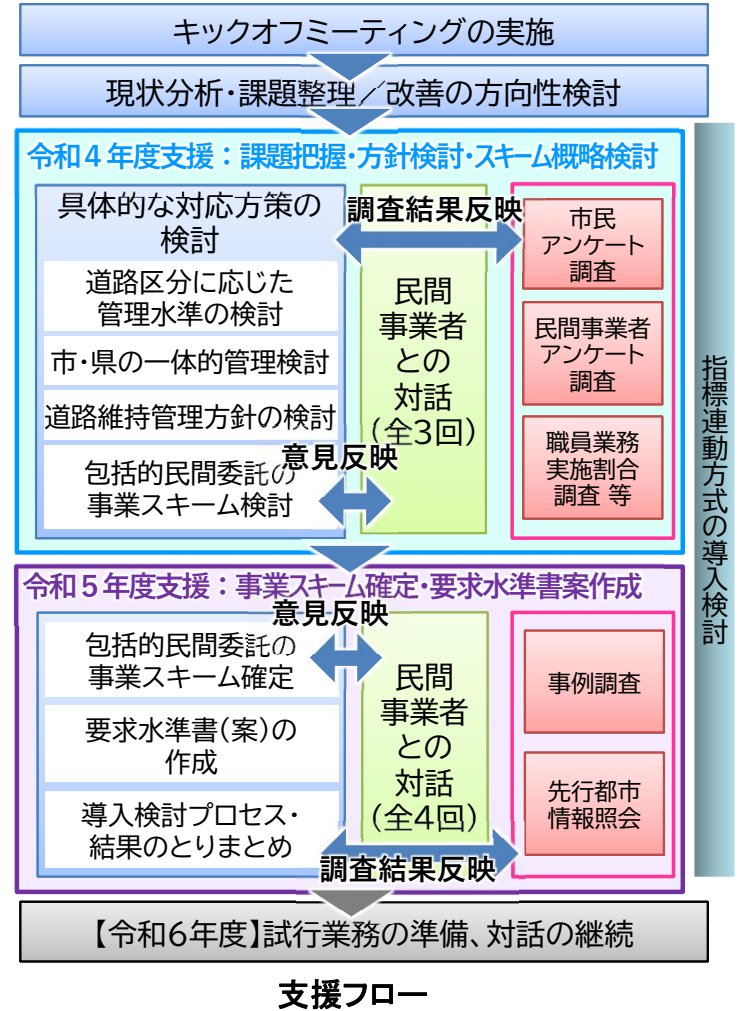 キックオフミーティングの実施
現状分析・課題整理／改善の方向性検討
令和４年度支援：課題把握・方針検討・スキーム概略検討
具体的な対応方策の
検討
道路区分に応じた
管理水準の検討
市・県の一体的管理検討
道路維持管理方針の検討
包括的民間委託の
事業スキーム検討
調査結果反映
民間
事業者
との
対話
(全3回)
意見反映
市民
アンケート
調査
民間事業者
アンケート
調査
職員業務
実施割合
調査 等
令和５年度支援：事業スキーム確定・要求水準書案作成
意見反映
包括的民間委託の
事業スキーム確定
要求水準書(案)の
作成
導入検討プロセス・
結果のとりまとめ
民間
事業者
との
対話
(全4回)
調査結果反映
事例調査
先行都市
情報照会
指標連動方式の導入検討
【令和6年度】試行業務の準備、対話の継続
支援フロー